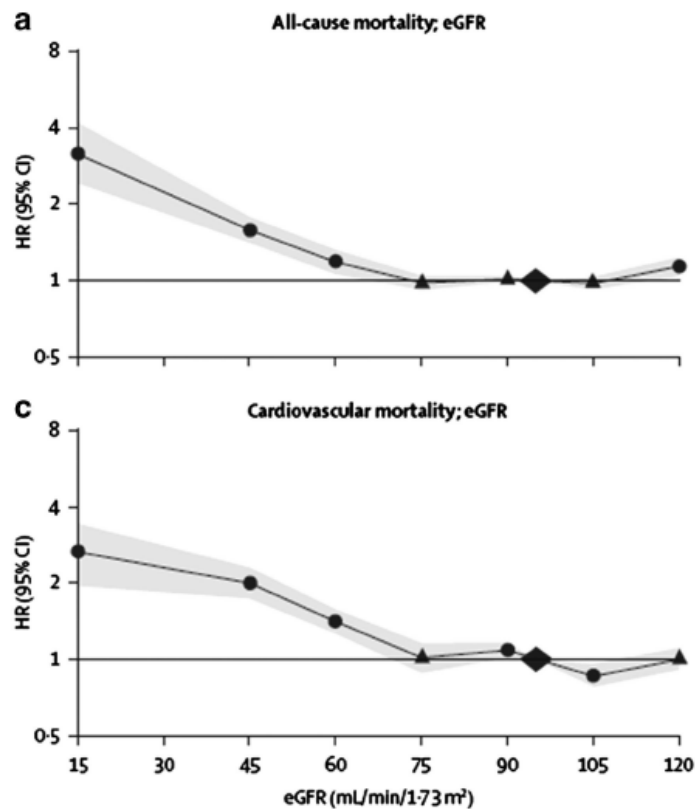 a
All-cause mortality; eGFR
8
4
2
1
0·5
HR (95% CI)
c
Cardiovascular mortality; eGFR
8
4
2
1
0·5
HR (95% CI)
15 30 45 60 75 90 105 120
eGFR (mL/min/1·73 m²)